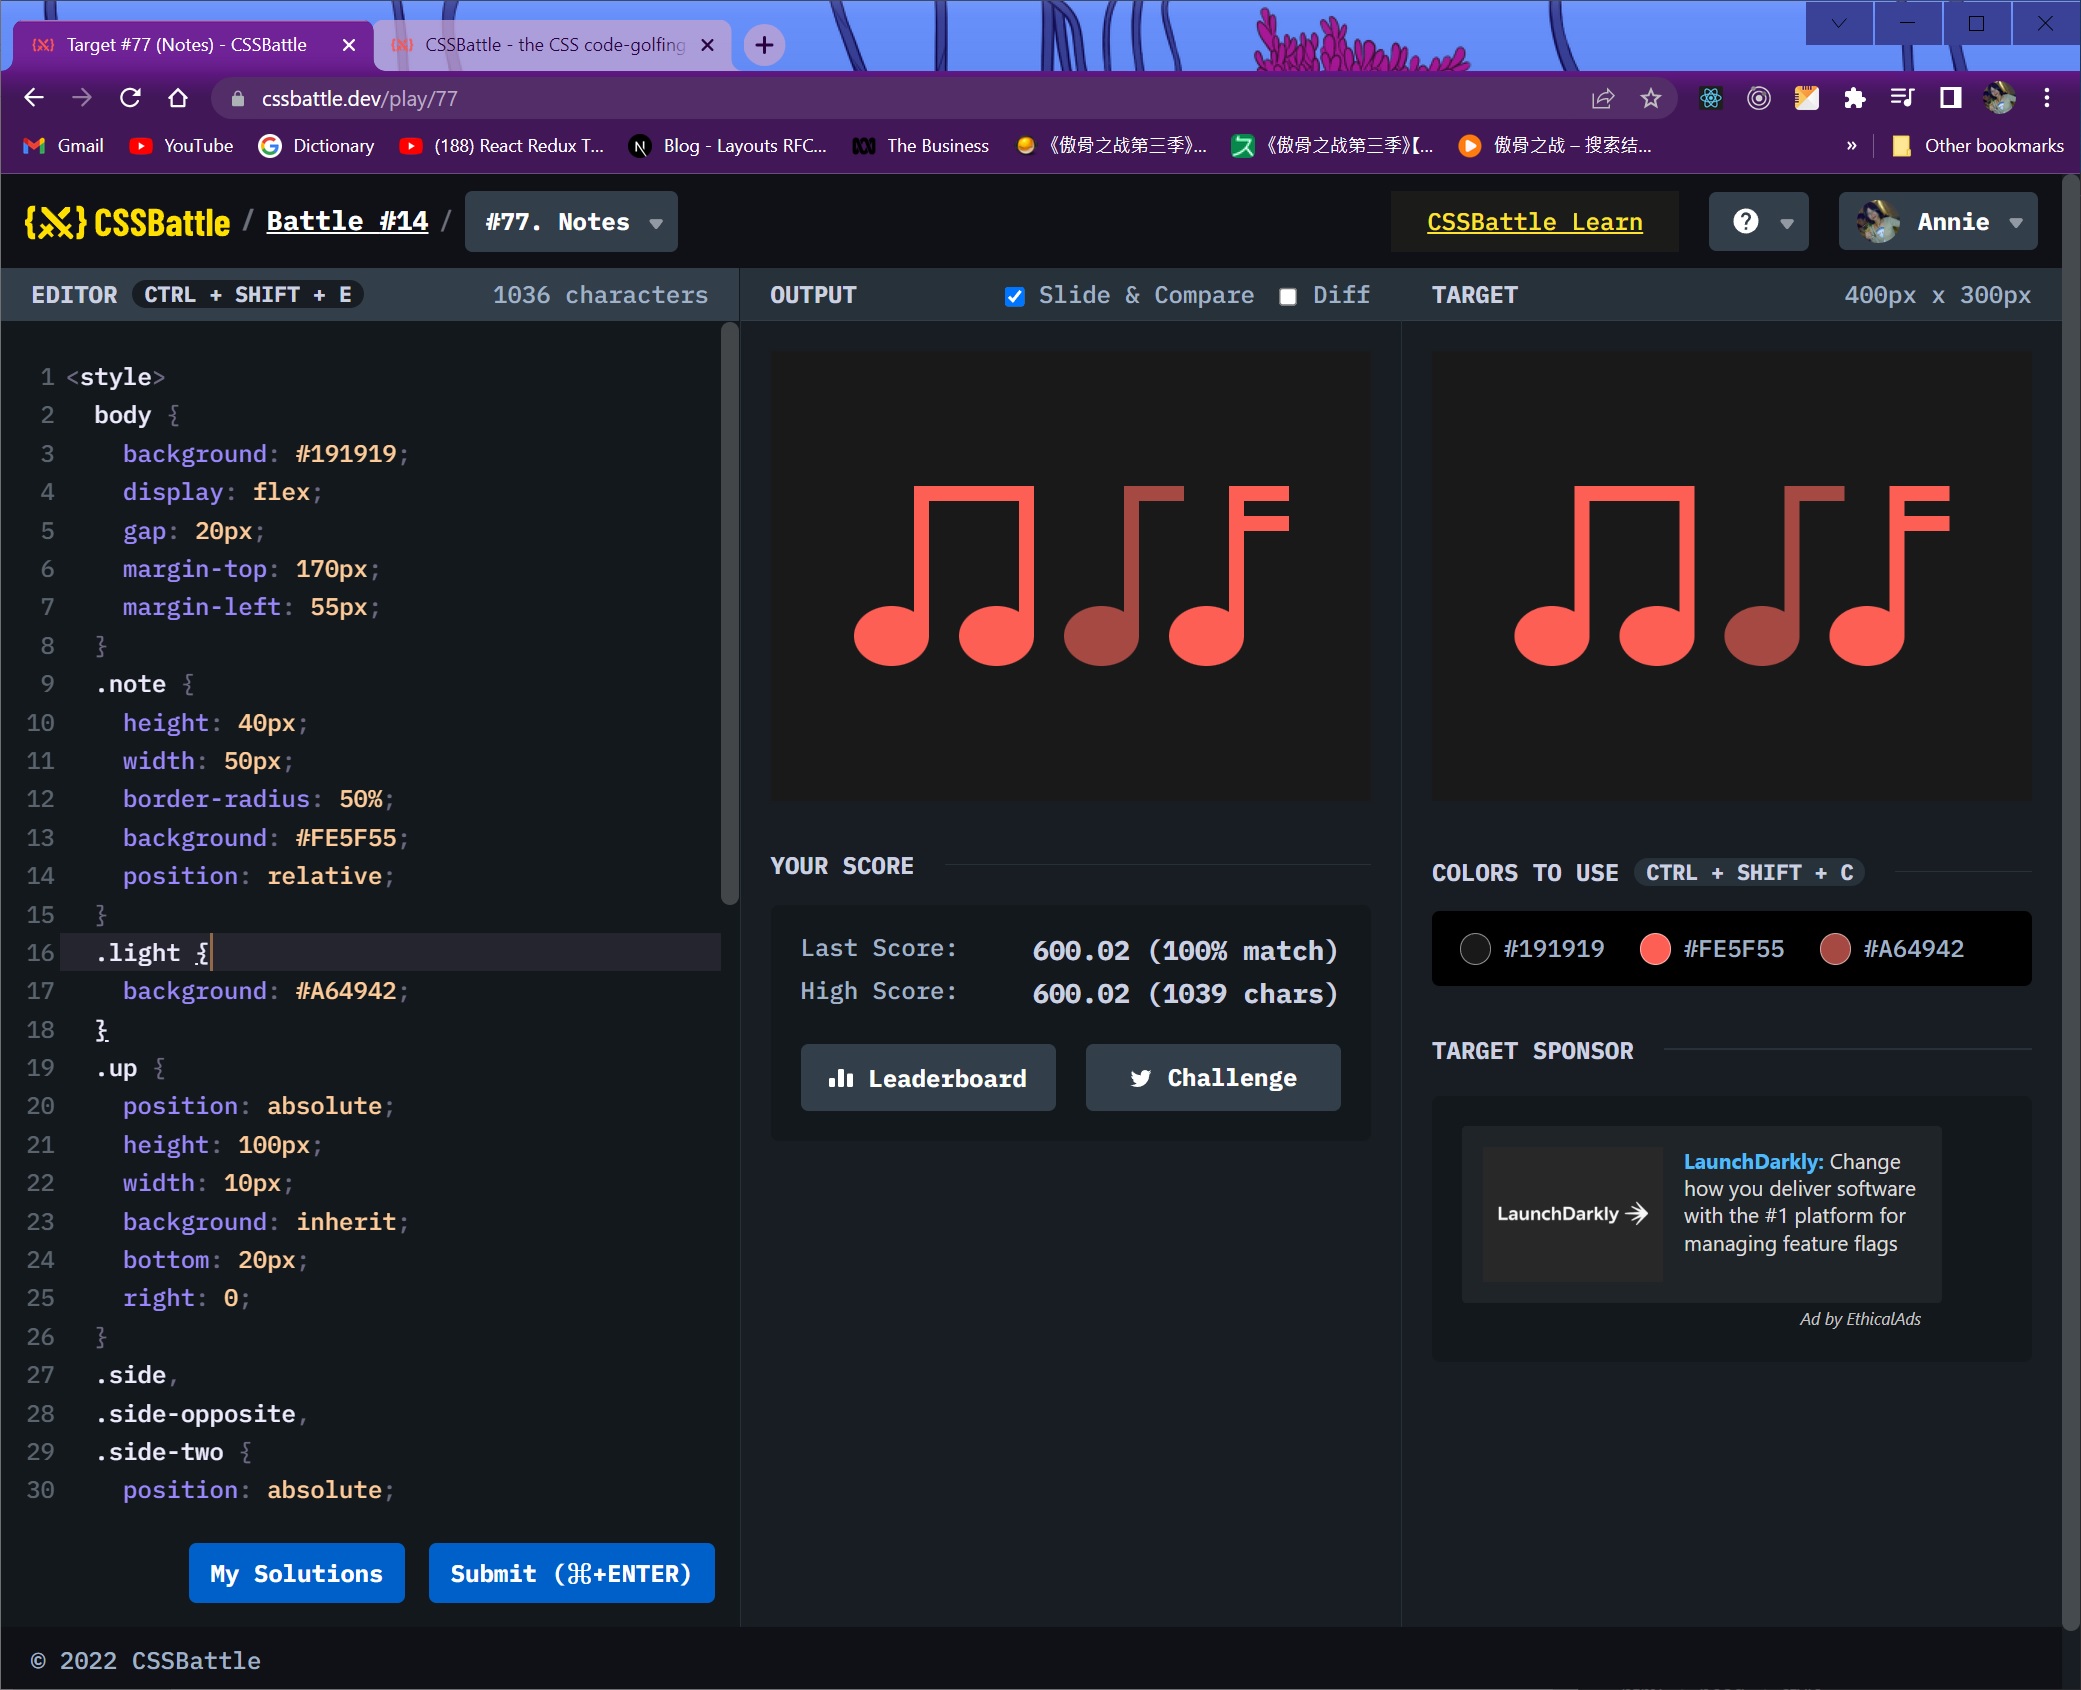 Target #77 (Notes) - CSSBattle
CSSBattle - the CSS code-golfing
cssbattle.dev/play/77
Gmail
YouTube
Dictionary
(188) React Redux T...
Blog - Layouts RFC...
The Business
《傲骨之战第三季》...
《傲骨之战第三季》【...
傲骨之战 – 搜索结...
»
Other bookmarks
{X} CSSBattle / Battle #14 / #77. Notes
CSSBattle Learn
?
Annie
EDITOR CTRL + SHIFT + E 1036 characters
OUTPUT Slide & Compare Diff
TARGET 400px x 300px
1 <style>
2 body {
3 background: #191919;
4 display: flex;
5 gap: 20px;
6 margin-top: 170px;
7 margin-left: 55px;
8 }
9 .note {
10 height: 40px;
11 width: 50px;
12 border-radius: 50%;
13 background: #FE5F55;
14 position: relative;
15 }
16 .light {
17 background: #A64942;
18 }
19 .up {
20 position: absolute;
21 height: 100px;
22 width: 10px;
23 background: inherit;
24 bottom: 20px;
25 right: 0;
26 }
27 .side,
28 .side-opposite,
29 .side-two {
30 position: absolute;
My Solutions
Submit (⌘+ENTER)
YOUR SCORE
Last Score: 600.02 (100% match)
High Score: 600.02 (1039 chars)
Leaderboard
Challenge
COLORS TO USE CTRL + SHIFT + C
#191919 #FE5F55 #A64942
TARGET SPONSOR
LaunchDarkly
LaunchDarkly: Change
how you deliver software
with the #1 platform for
managing feature flags
Ad by EthicalAds
© 2022 CSSBattle